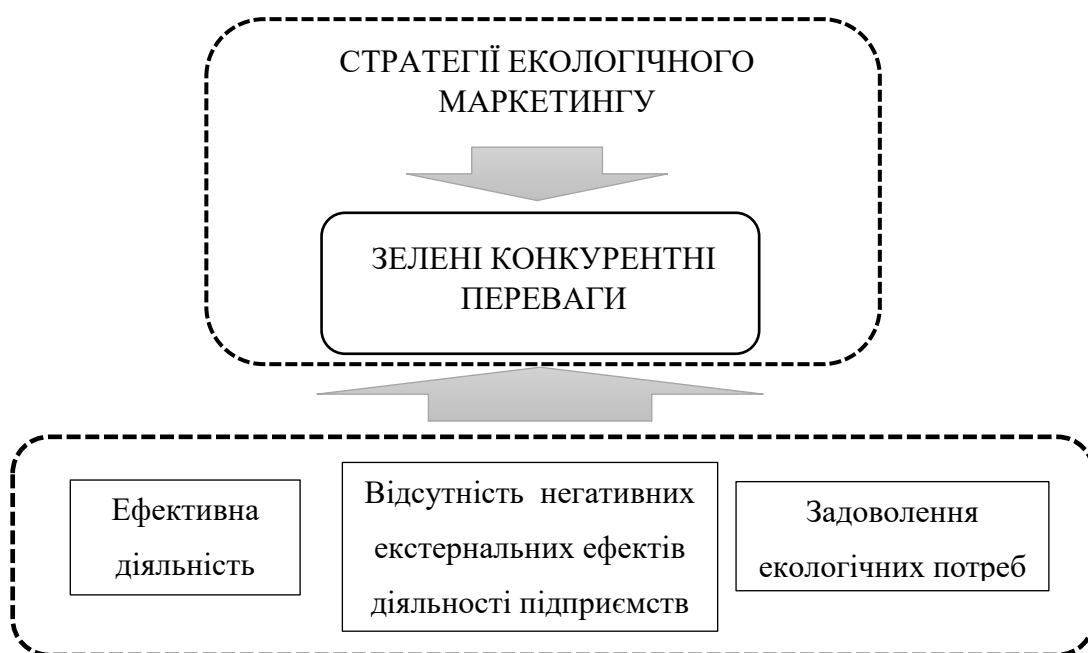 СТРАТЕГІЇ ЕКОЛОГІЧНОГО
МАРКЕТИНГУ
ЗЕЛЕНІ КОНКУРЕНТНІ
ПЕРЕВАГИ
Ефективна
діяльність
Відсутність негативних
екстернальних ефектів
діяльності підприємств
Задоволення
екологічних потреб